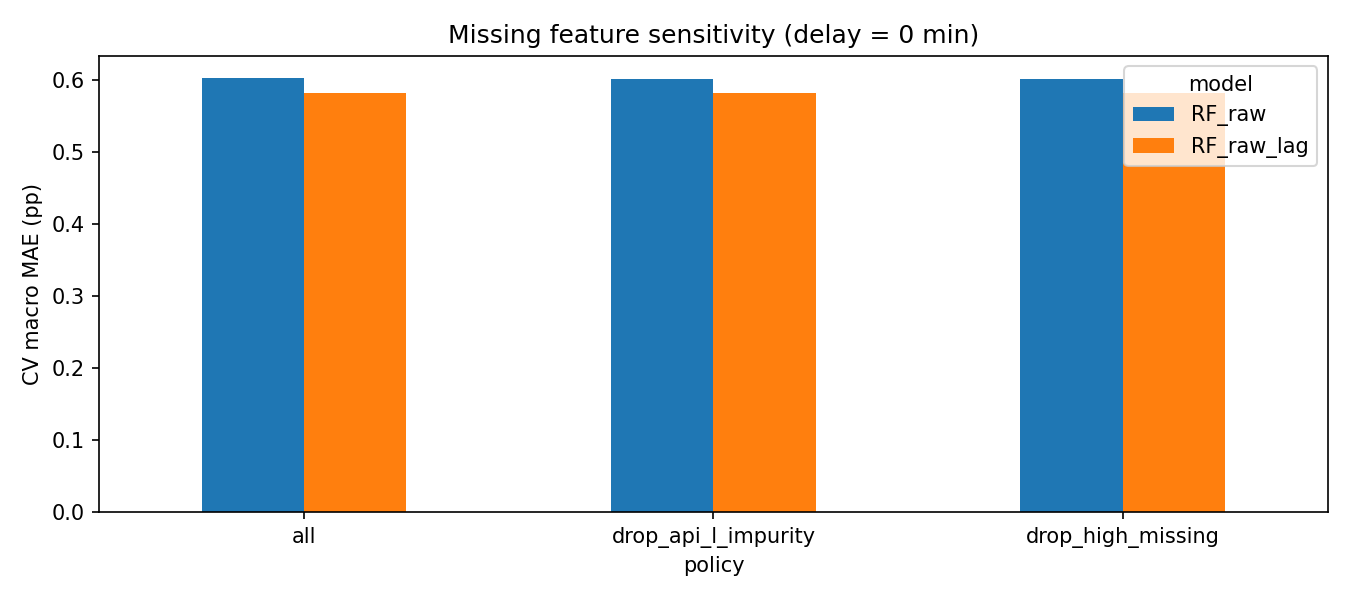 Missing feature sensitivity (delay = 0 min)
CV macro MAE (pp)
0.6
0.5
0.4
0.3
0.2
0.1
0.0
model
RF_raw
RF_raw_lag
all
drop_api_l_impurity
drop_high_missing
policy